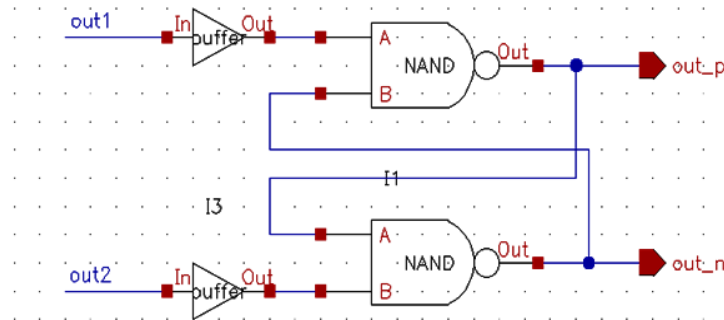 out1 In buffer Out A NAND Out out_p
B
I1
I3
A NAND Out out_n
out2 In buffer Out B